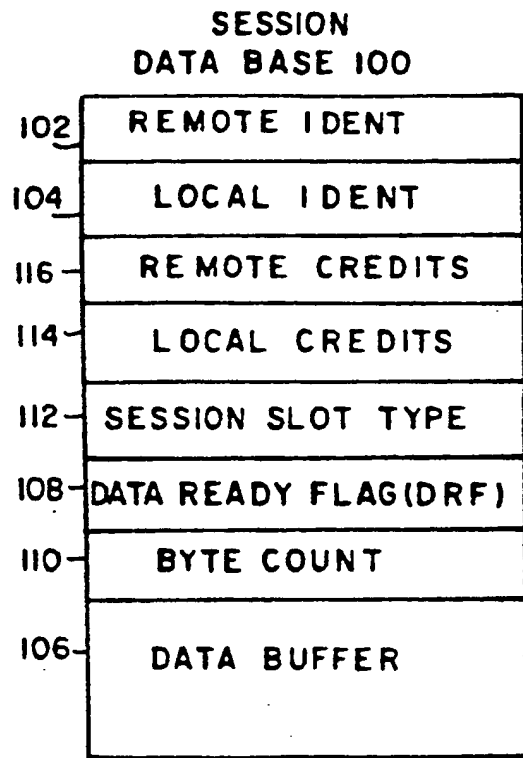 SESSION
DATA BASE 100
102 REMOTE IDENT
104 LOCAL IDENT
116 REMOTE CREDITS
114 LOCAL CREDITS
112 SESSION SLOT TYPE
108 DATA READY FLAG(DRF)
110 BYTE COUNT
106 DATA BUFFER